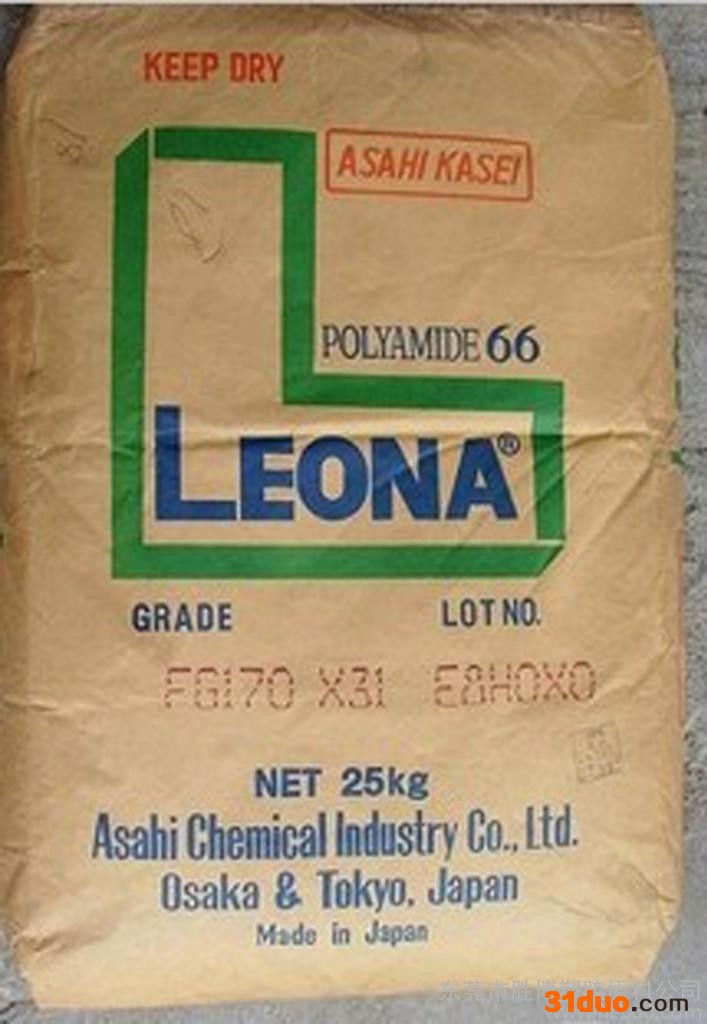 KEEP DRY
ASAHI KASEI
POLYAMIDE 66
LEONA®
GRADE LOT NO.
FG170 X31 E8H0X0
NET 25kg
Asahi Chemical Industry Co., Ltd.
Osaka & Tokyo, Japan
Made in Japan
31duo.com